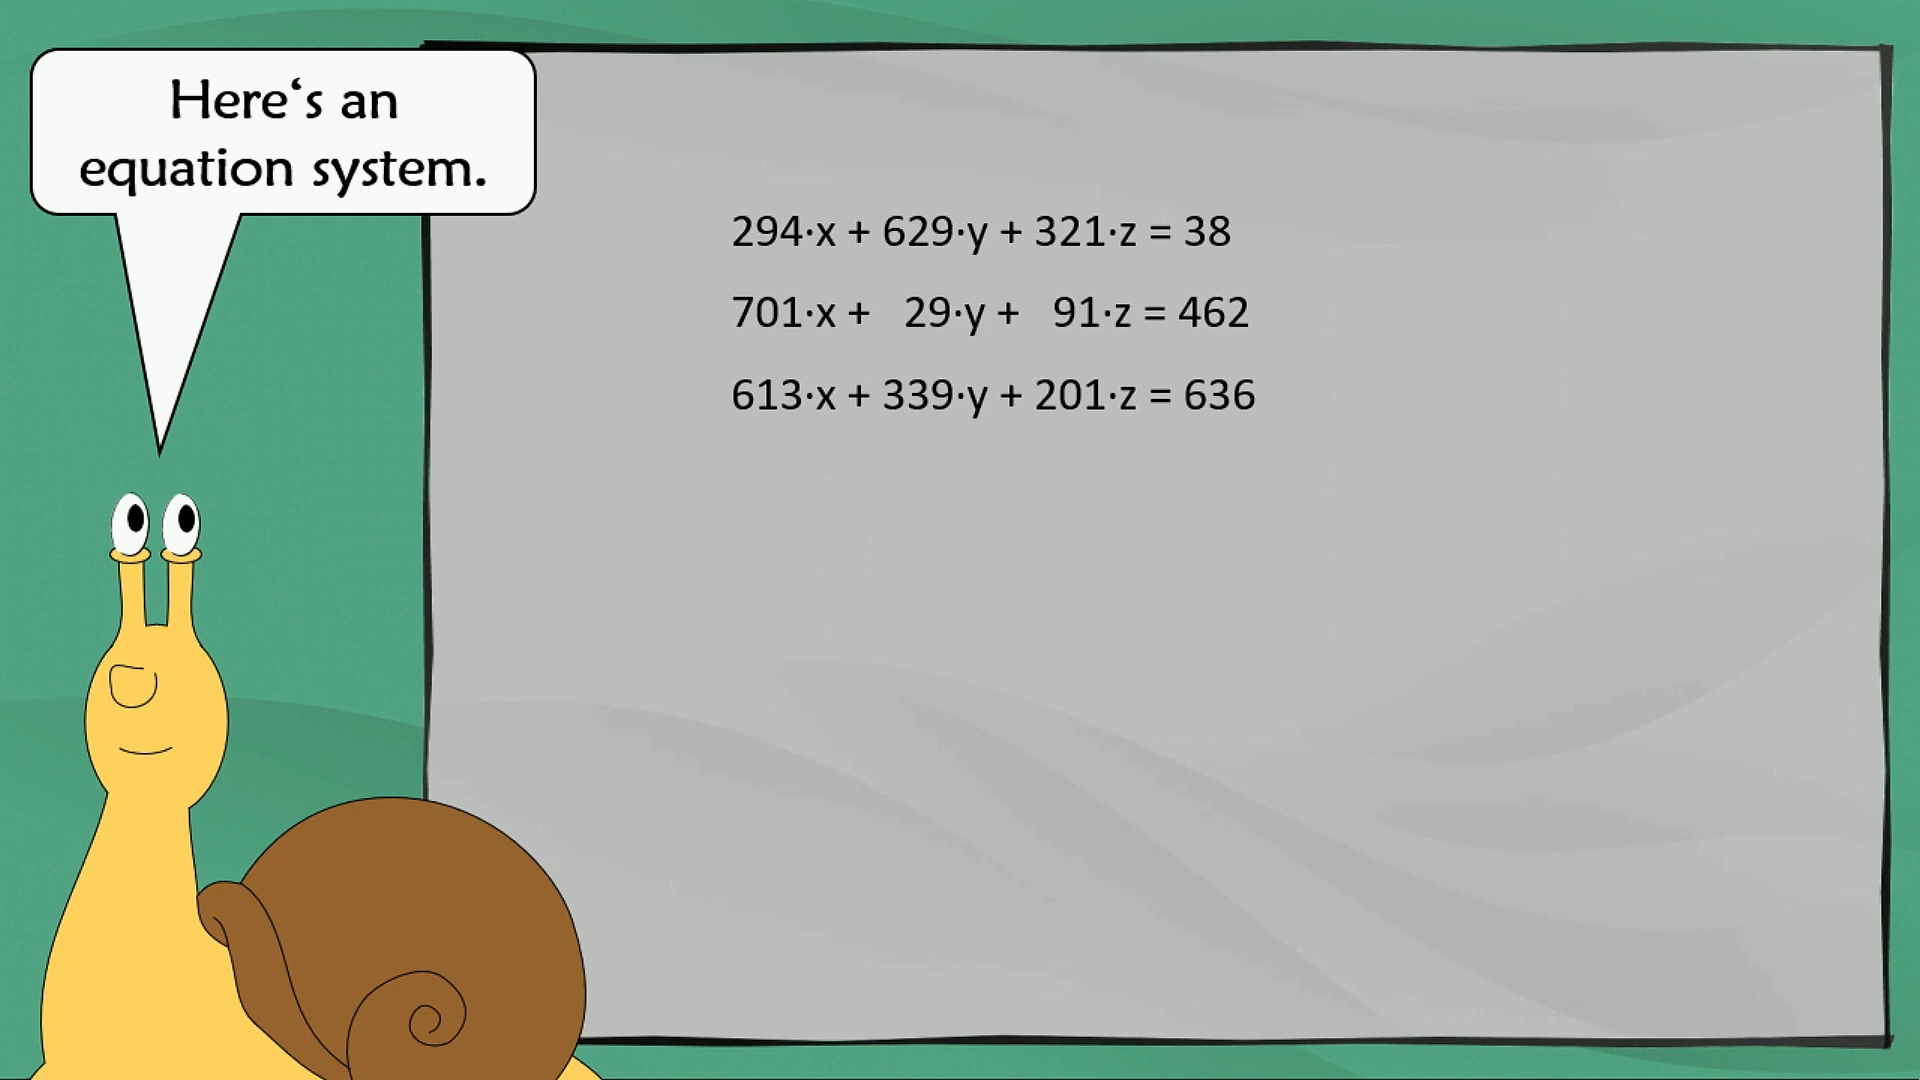 Here‘s an
equation system.
294·x + 629·y + 321·z = 38
701·x + 29·y + 91·z = 462
613·x + 339·y + 201·z = 636